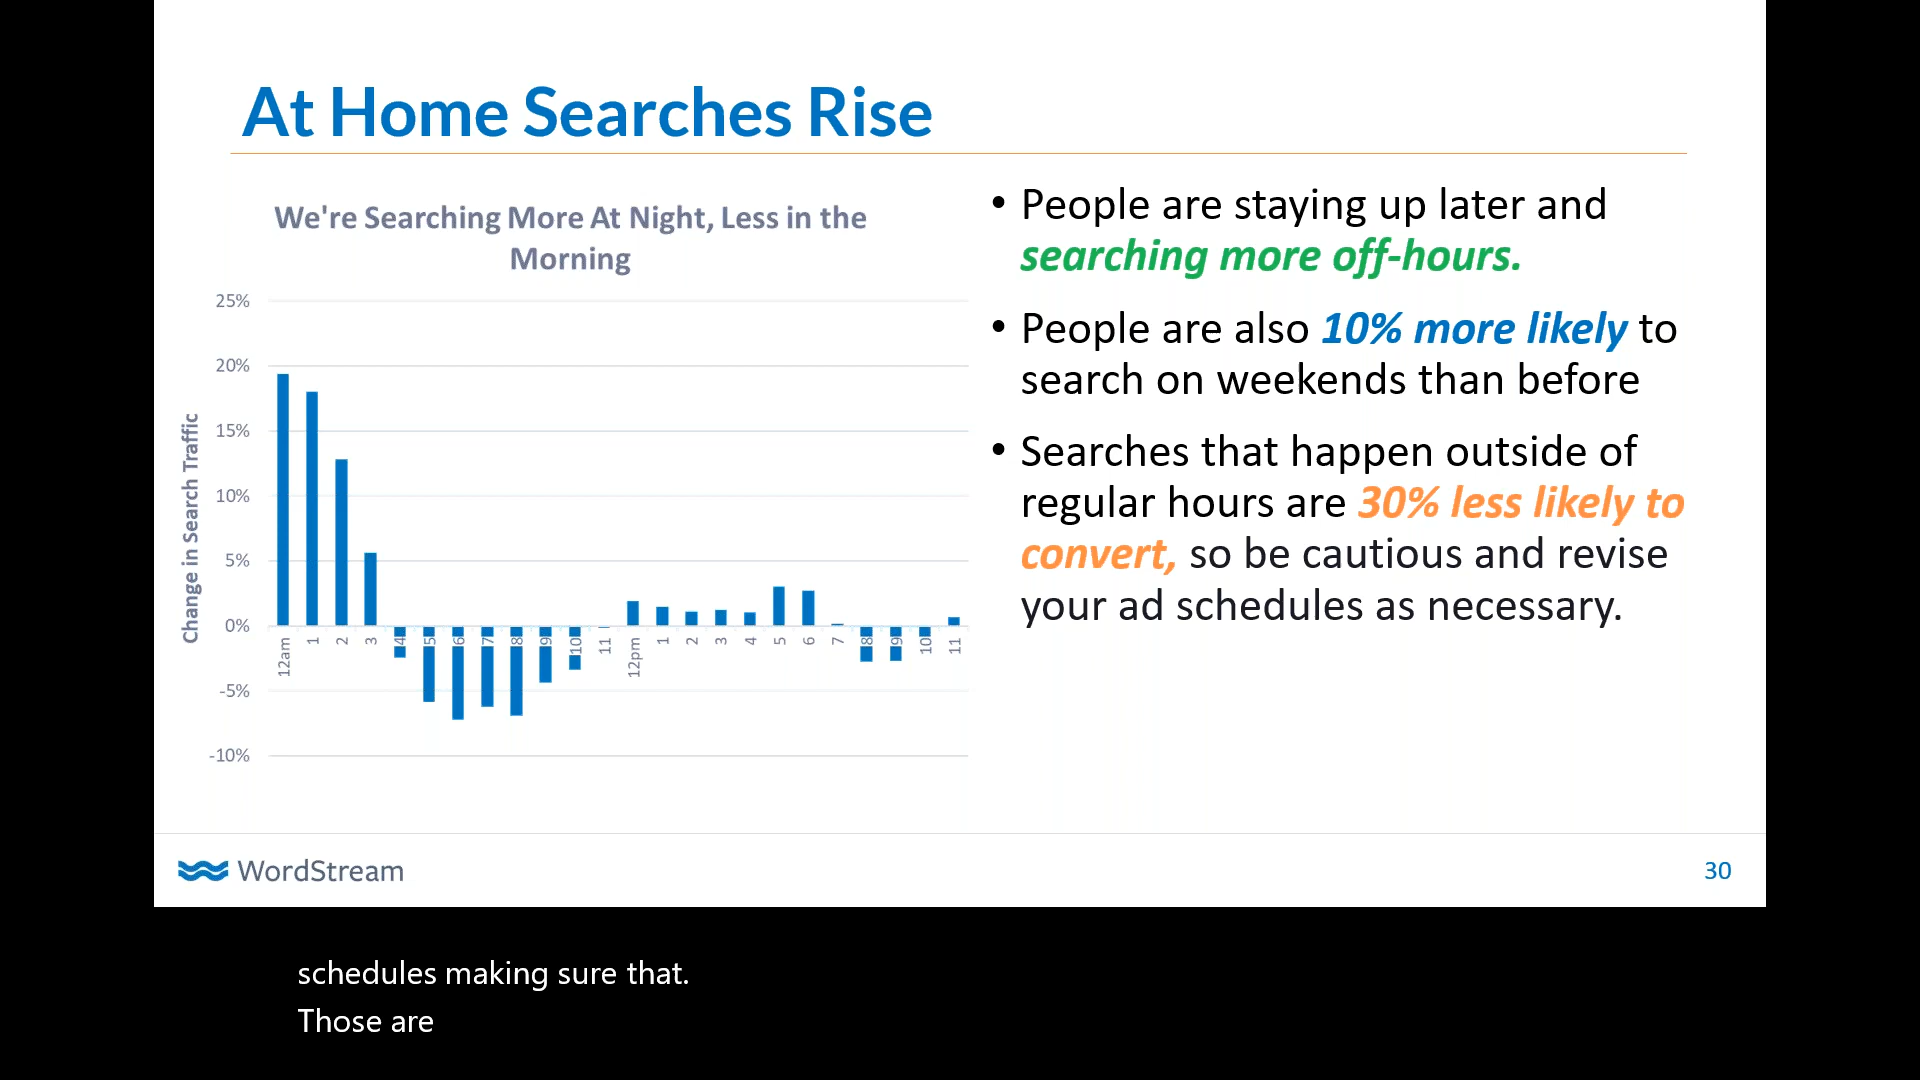 At Home Searches Rise
We're Searching More At Night, Less in the
Morning
Change in Search Traffic
25%
20%
15%
10%
5%
0%
-5%
-10%
12am 1 2 3 4 5 6 7 8 9 10 11 12pm 1 2 3 4 5 6 7 8 9 10 11
• People are staying up later and
searching more off-hours.
• People are also 10% more likely to
search on weekends than before
• Searches that happen outside of
regular hours are 30% less likely to
convert, so be cautious and revise
your ad schedules as necessary.
WordStream
30
schedules making sure that.
Those are